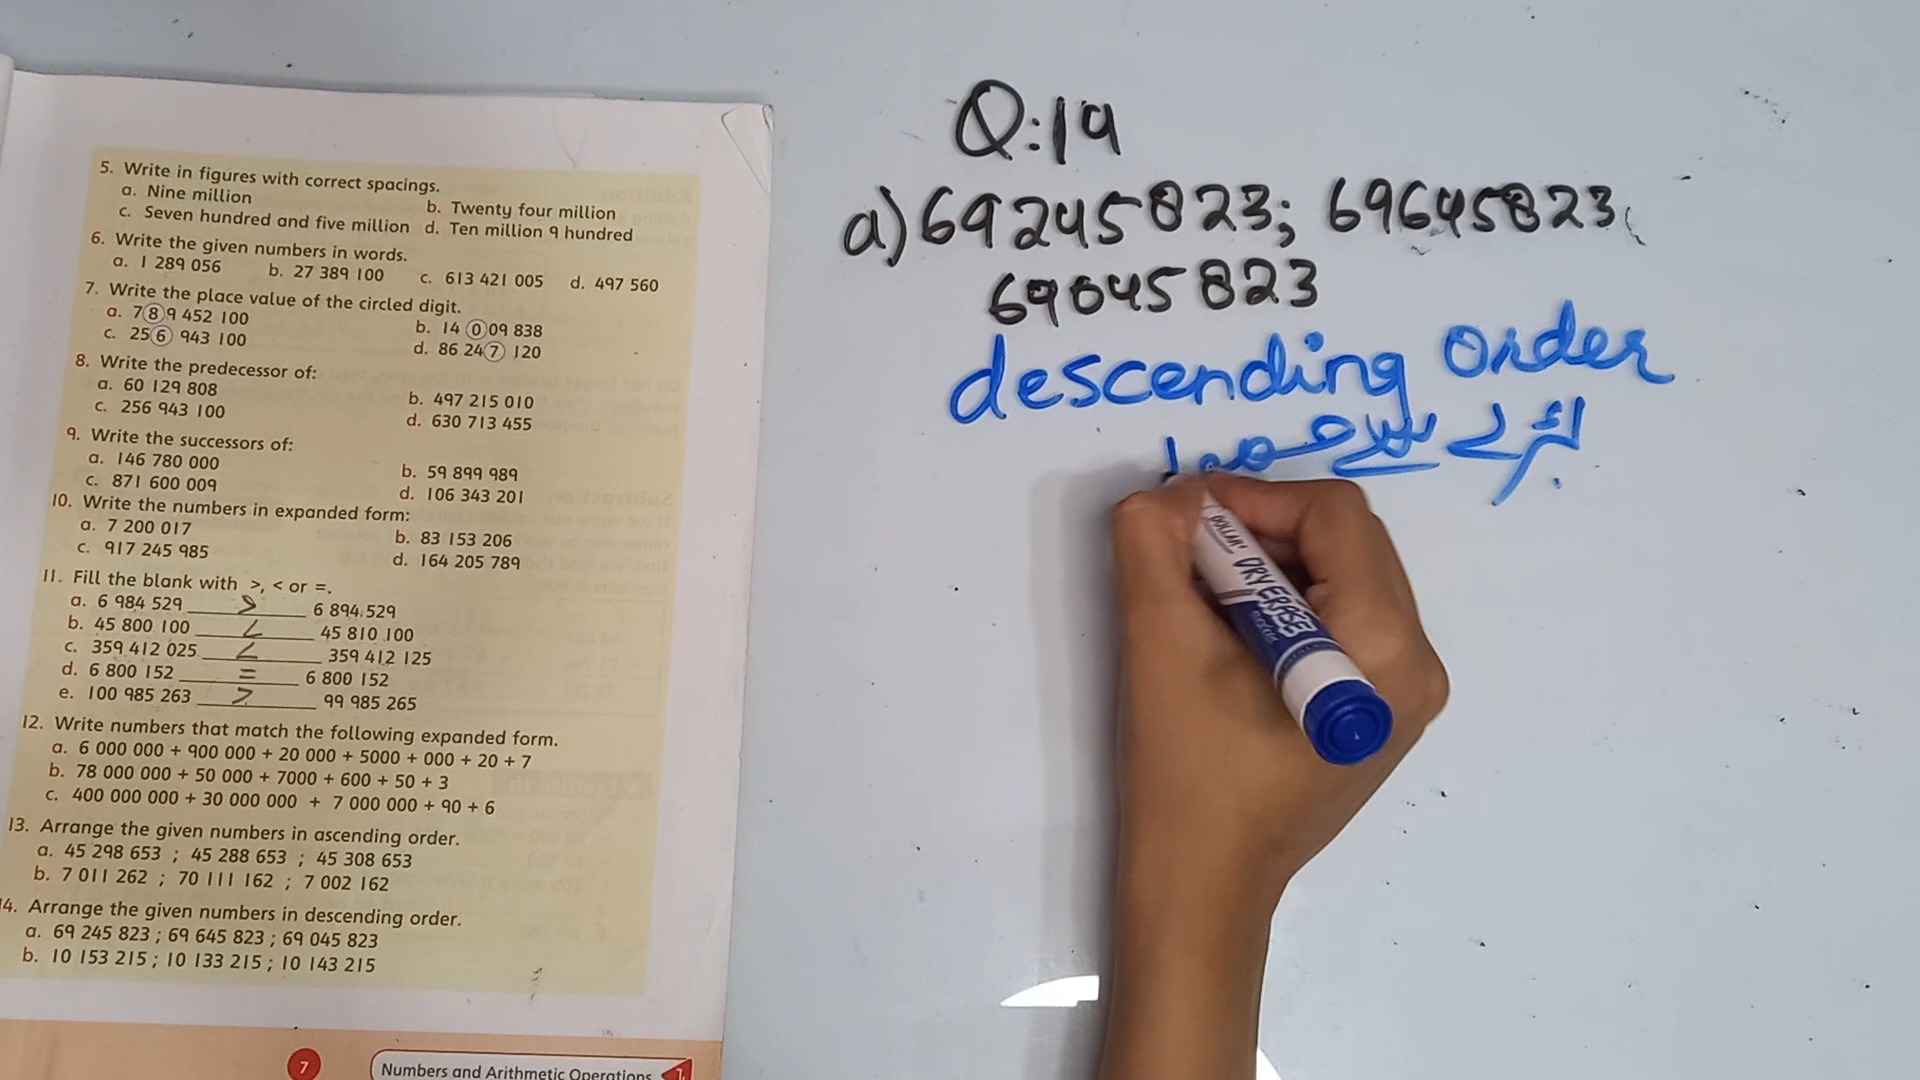 5. Write in figures with correct spacings.
a. Nine million
b. Twenty four million
c. Seven hundred and five million d. Ten million 9 hundred
6. Write the given numbers in words.
a. 1 289 056 b. 27 389 100 c. 613 421 005 d. 497 560
7. Write the place value of the circled digit.
a. 789 452 100 b. 14 009 838
c. 256 943 100 d. 86 247 120
8. Write the predecessor of:
a. 60 129 808 b. 497 215 010
c. 256 943 100 d. 630 713 455
9. Write the successors of:
a. 146 780 000 b. 59 899 989
c. 871 600 009 d. 106 343 201
10. Write the numbers in expanded form:
a. 7 200 017 b. 83 153 206
c. 917 245 985 d. 164 205 789
11. Fill the blank with >, < or =.
a. 6 984 529 > 6 894 529
b. 45 800 100 < 45 810 100
c. 359 412 025 < 359 412 125
d. 6 800 152 = 6 800 152
e. 100 985 263 > 99 985 265
12. Write numbers that match the following expanded form.
a. 6 000 000 + 900 000 + 20 000 + 5000 + 000 + 20 + 7
b. 78 000 000 + 50 000 + 7000 + 600 + 50 + 3
c. 400 000 000 + 30 000 000 + 7 000 000 + 90 + 6
13. Arrange the given numbers in ascending order.
a. 45 298 653 ; 45 288 653 ; 45 308 653
b. 7 011 262 ; 70 111 162 ; 7 002 162
14. Arrange the given numbers in descending order.
a. 69 245 823 ; 69 645 823 ; 69 045 823
b. 10 153 215 ; 10 133 215 ; 10 143 215
7 Numbers and Arithmetic Operations 1
Q:14
a) 69245823; 69645823
69045823
descending order